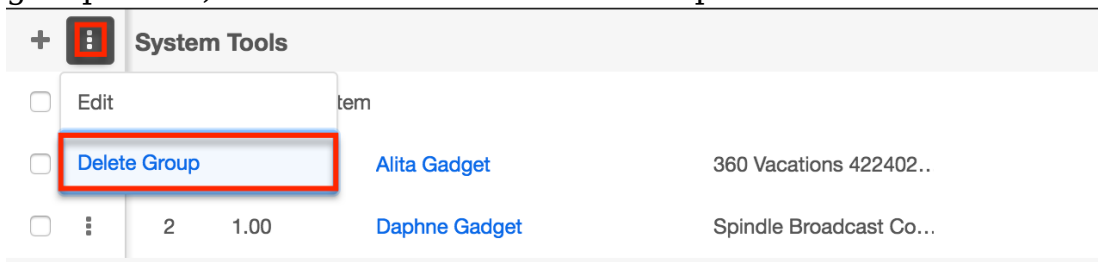 System Tools
Edit tem
Delete Group Alita Gadget 360 Vacations 422402..
2 1.00 Daphne Gadget Spindle Broadcast Co...